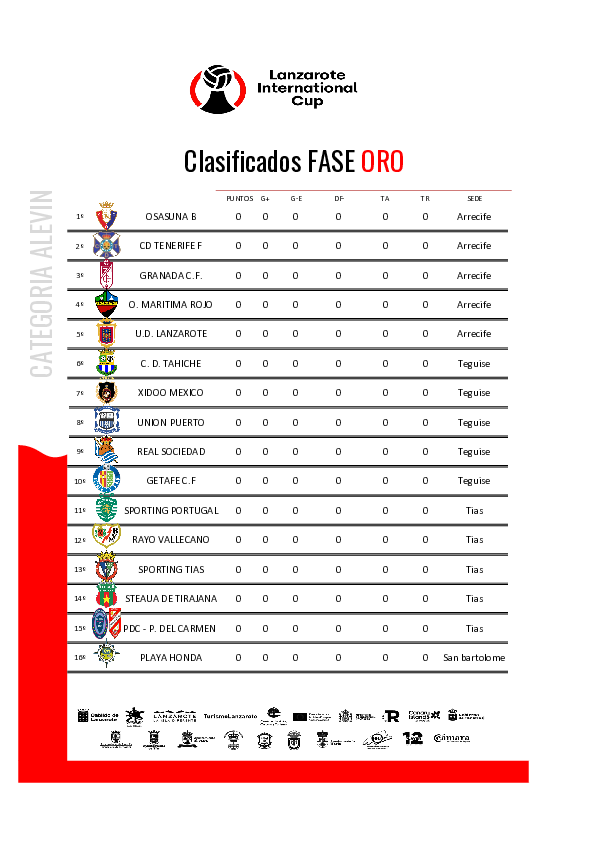 Lanzarote
International
Cup
Clasificados FASE ORO
CATEGORIA ALEVIN
PUNTOS G+ G-E DF- TA TR SEDE
1º OSASUNA B 0 0 0 0 0 0 Arrecife
2º CD TENERIFE F 0 0 0 0 0 0 Arrecife
3º GRANADA C.F. 0 0 0 0 0 0 Arrecife
4º O. MARITIMA ROJO 0 0 0 0 0 0 Arrecife
5º U.D. LANZAROTE 0 0 0 0 0 0 Arrecife
6º C. D. TAHICHE 0 0 0 0 0 0 Teguise
7º XIDOO MEXICO 0 0 0 0 0 0 Teguise
8º UNION PUERTO 0 0 0 0 0 0 Teguise
9º REAL SOCIEDAD 0 0 0 0 0 0 Teguise
10º GETAFE C.F 0 0 0 0 0 0 Teguise
11º SPORTING PORTUGAL 0 0 0 0 0 0 Tias
12º RAYO VALLECANO 0 0 0 0 0 0 Tias
13º SPORTING TIAS 0 0 0 0 0 0 Tias
14º STEAUA DE TIRAJANA 0 0 0 0 0 0 Tias
15º PDC - P. DEL CARMEN 0 0 0 0 0 0 Tias
16º PLAYA HONDA 0 0 0 0 0 0 San bartolome
Cabildo de
Lanzarote
LANZAROTE
TurismoLanzarote
R
Canary
Islands
12
Cámara